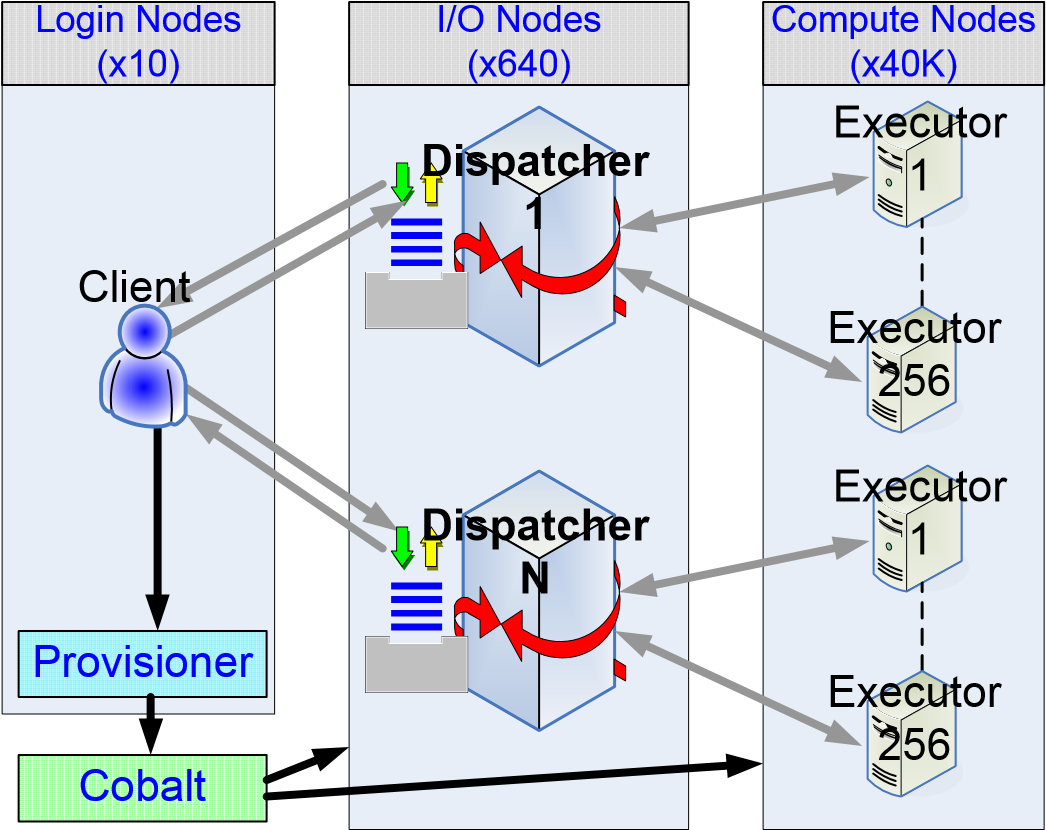 Login Nodes
(x10)
I/O Nodes
(x640)
Compute Nodes
(x40K)
Client
Dispatcher
1
Executor
1
Executor
256
Dispatcher
N
Executor
1
Executor
256
Provisioner
Cobalt